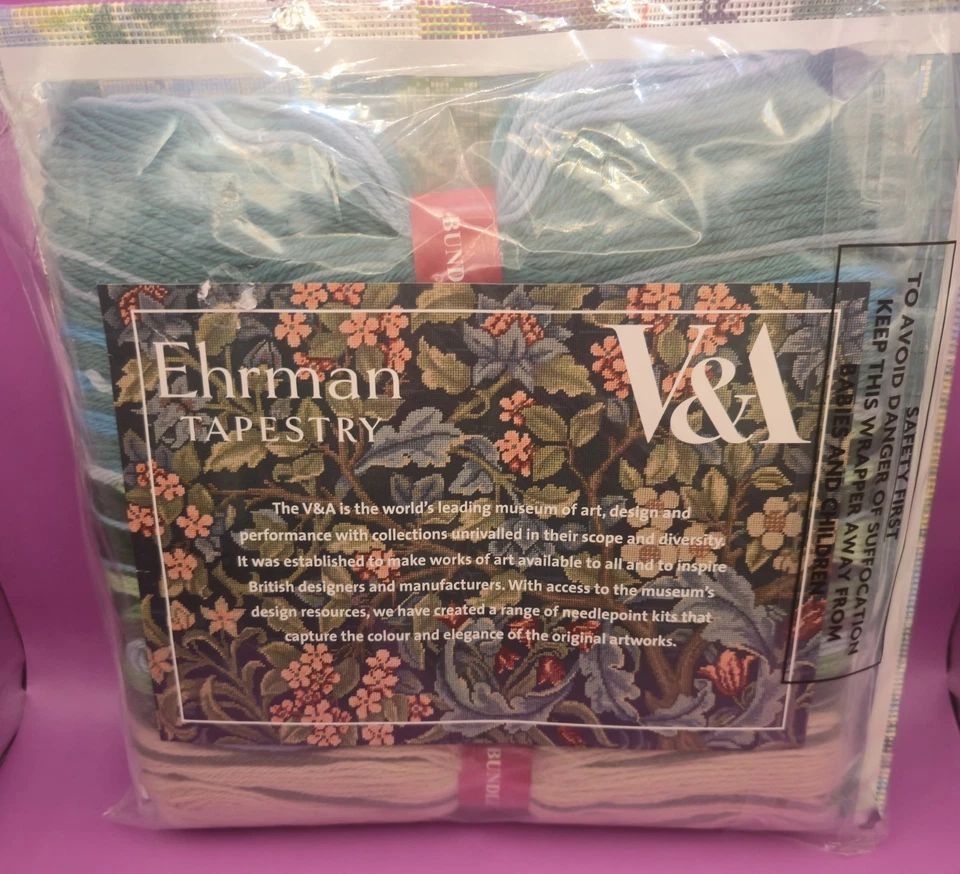 BUND
Ehrman
TAPESTRY
V&A
The V&A is the world's leading museum of art, design and
performance with collections unrivalled in their scope and diversity.
It was established to make works of art available to all and to inspire
British designers and manufacturers. With access to the museum's
design resources, we have created a range of needlepoint kits that
capture the colour and elegance of the original artworks.
SAFETY FIRST
TO AVOID DANGER OF SUFFOCATION
KEEP THIS WRAPPER AWAY FROM
BABIES AND CHILDREN
BUND